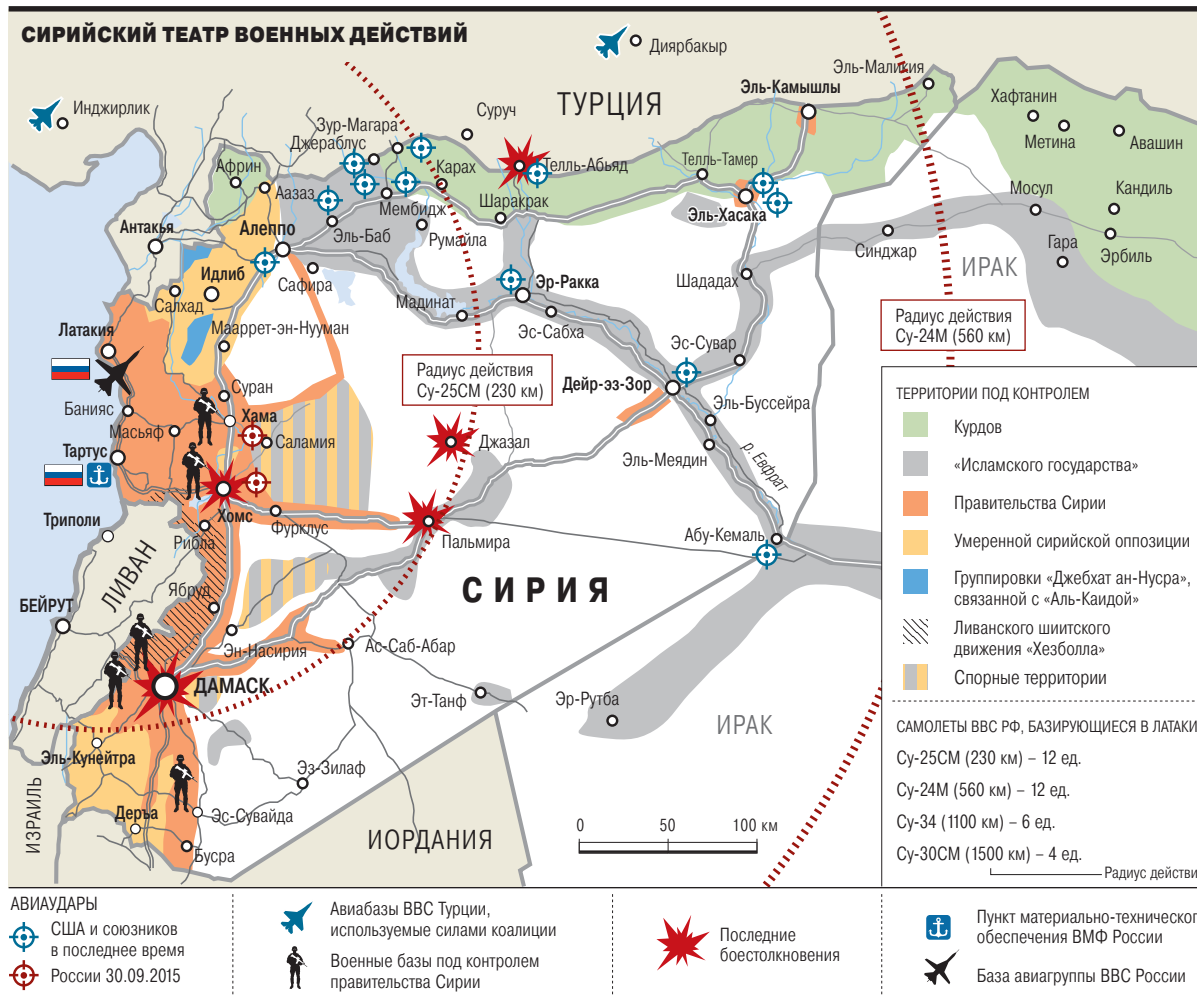 СИРИЙСКИЙ ТЕАТР ВОЕННЫХ ДЕЙСТВИЙ
Диярбакыр
Инджирлик
ТУРЦИЯ
Эль-Маликия
Эль-Камышлы
Хафтанин
Метина
Авашин
Суруч
Зур-Магара
Джераблус
Африн
Аазаз
Карах
Телль-Абьяд
Телль-Тамер
Шаракрак
Мембидж
Эль-Хасака
Мосул
Кандиль
Антакья
Алеппо
Эль-Баб
Румайла
Синджар
Гара
Эрбиль
ИРАК
Идлиб
Сафира
Салхад
Мадинат
Эр-Ракка
Шададах
Эс-Сабха
Мааррет-эн-Нууман
Латакия
Эс-Сувар
Радиус действия
Су-24М (560 км)
Радиус действия
Су-25СМ (230 км)
Дейр-эз-Зор
Суран
Банияс
Хама
Масьяф
Саламия
Тартус
Джазал
Эль-Буссейра
Эль-Меядин
р. Евфрат
Триполи
Хомс
Фурклус
Рибла
Пальмира
Абу-Кемаль
ЛИВАН
СИРИЯ
БЕЙРУТ
Ябруд
Эн-Насирия
Ас-Саб-Абар
ДАМАСК
Эт-Танф
Эр-Рутба
ИРАК
Эль-Кунейтра
Эз-Зилаф
ИЗРАИЛЬ
Деръа
Эс-Сувайда
Бусра
ИОРДАНИЯ
0 50 100 км
ТЕРРИТОРИИ ПОД КОНТРОЛЕМ
Курдов
«Исламского государства»
Правительства Сирии
Умеренной сирийской оппозиции
Группировки «Джебхат ан-Нусра»,
связанной с «Аль-Каидой»
Ливанского шиитского
движения «Хезболла»
Спорные территории
САМОЛЕТЫ ВВС РФ, БАЗИРУЮЩИЕСЯ В ЛАТАКИ
Су-25СМ (230 км) – 12 ед.
Су-24М (560 км) – 12 ед.
Су-34 (1100 км) – 6 ед.
Су-30СМ (1500 км) – 4 ед.
Радиус действи
АВИАУДАРЫ
США и союзников
в последнее время
России 30.09.2015
Авиабазы ВВС Турции,
используемые силами коалиции
Военные базы под контролем
правительства Сирии
Последние
боестолкновения
Пункт материально-техническог
обеспечения ВМФ России
База авиагруппы ВВС России